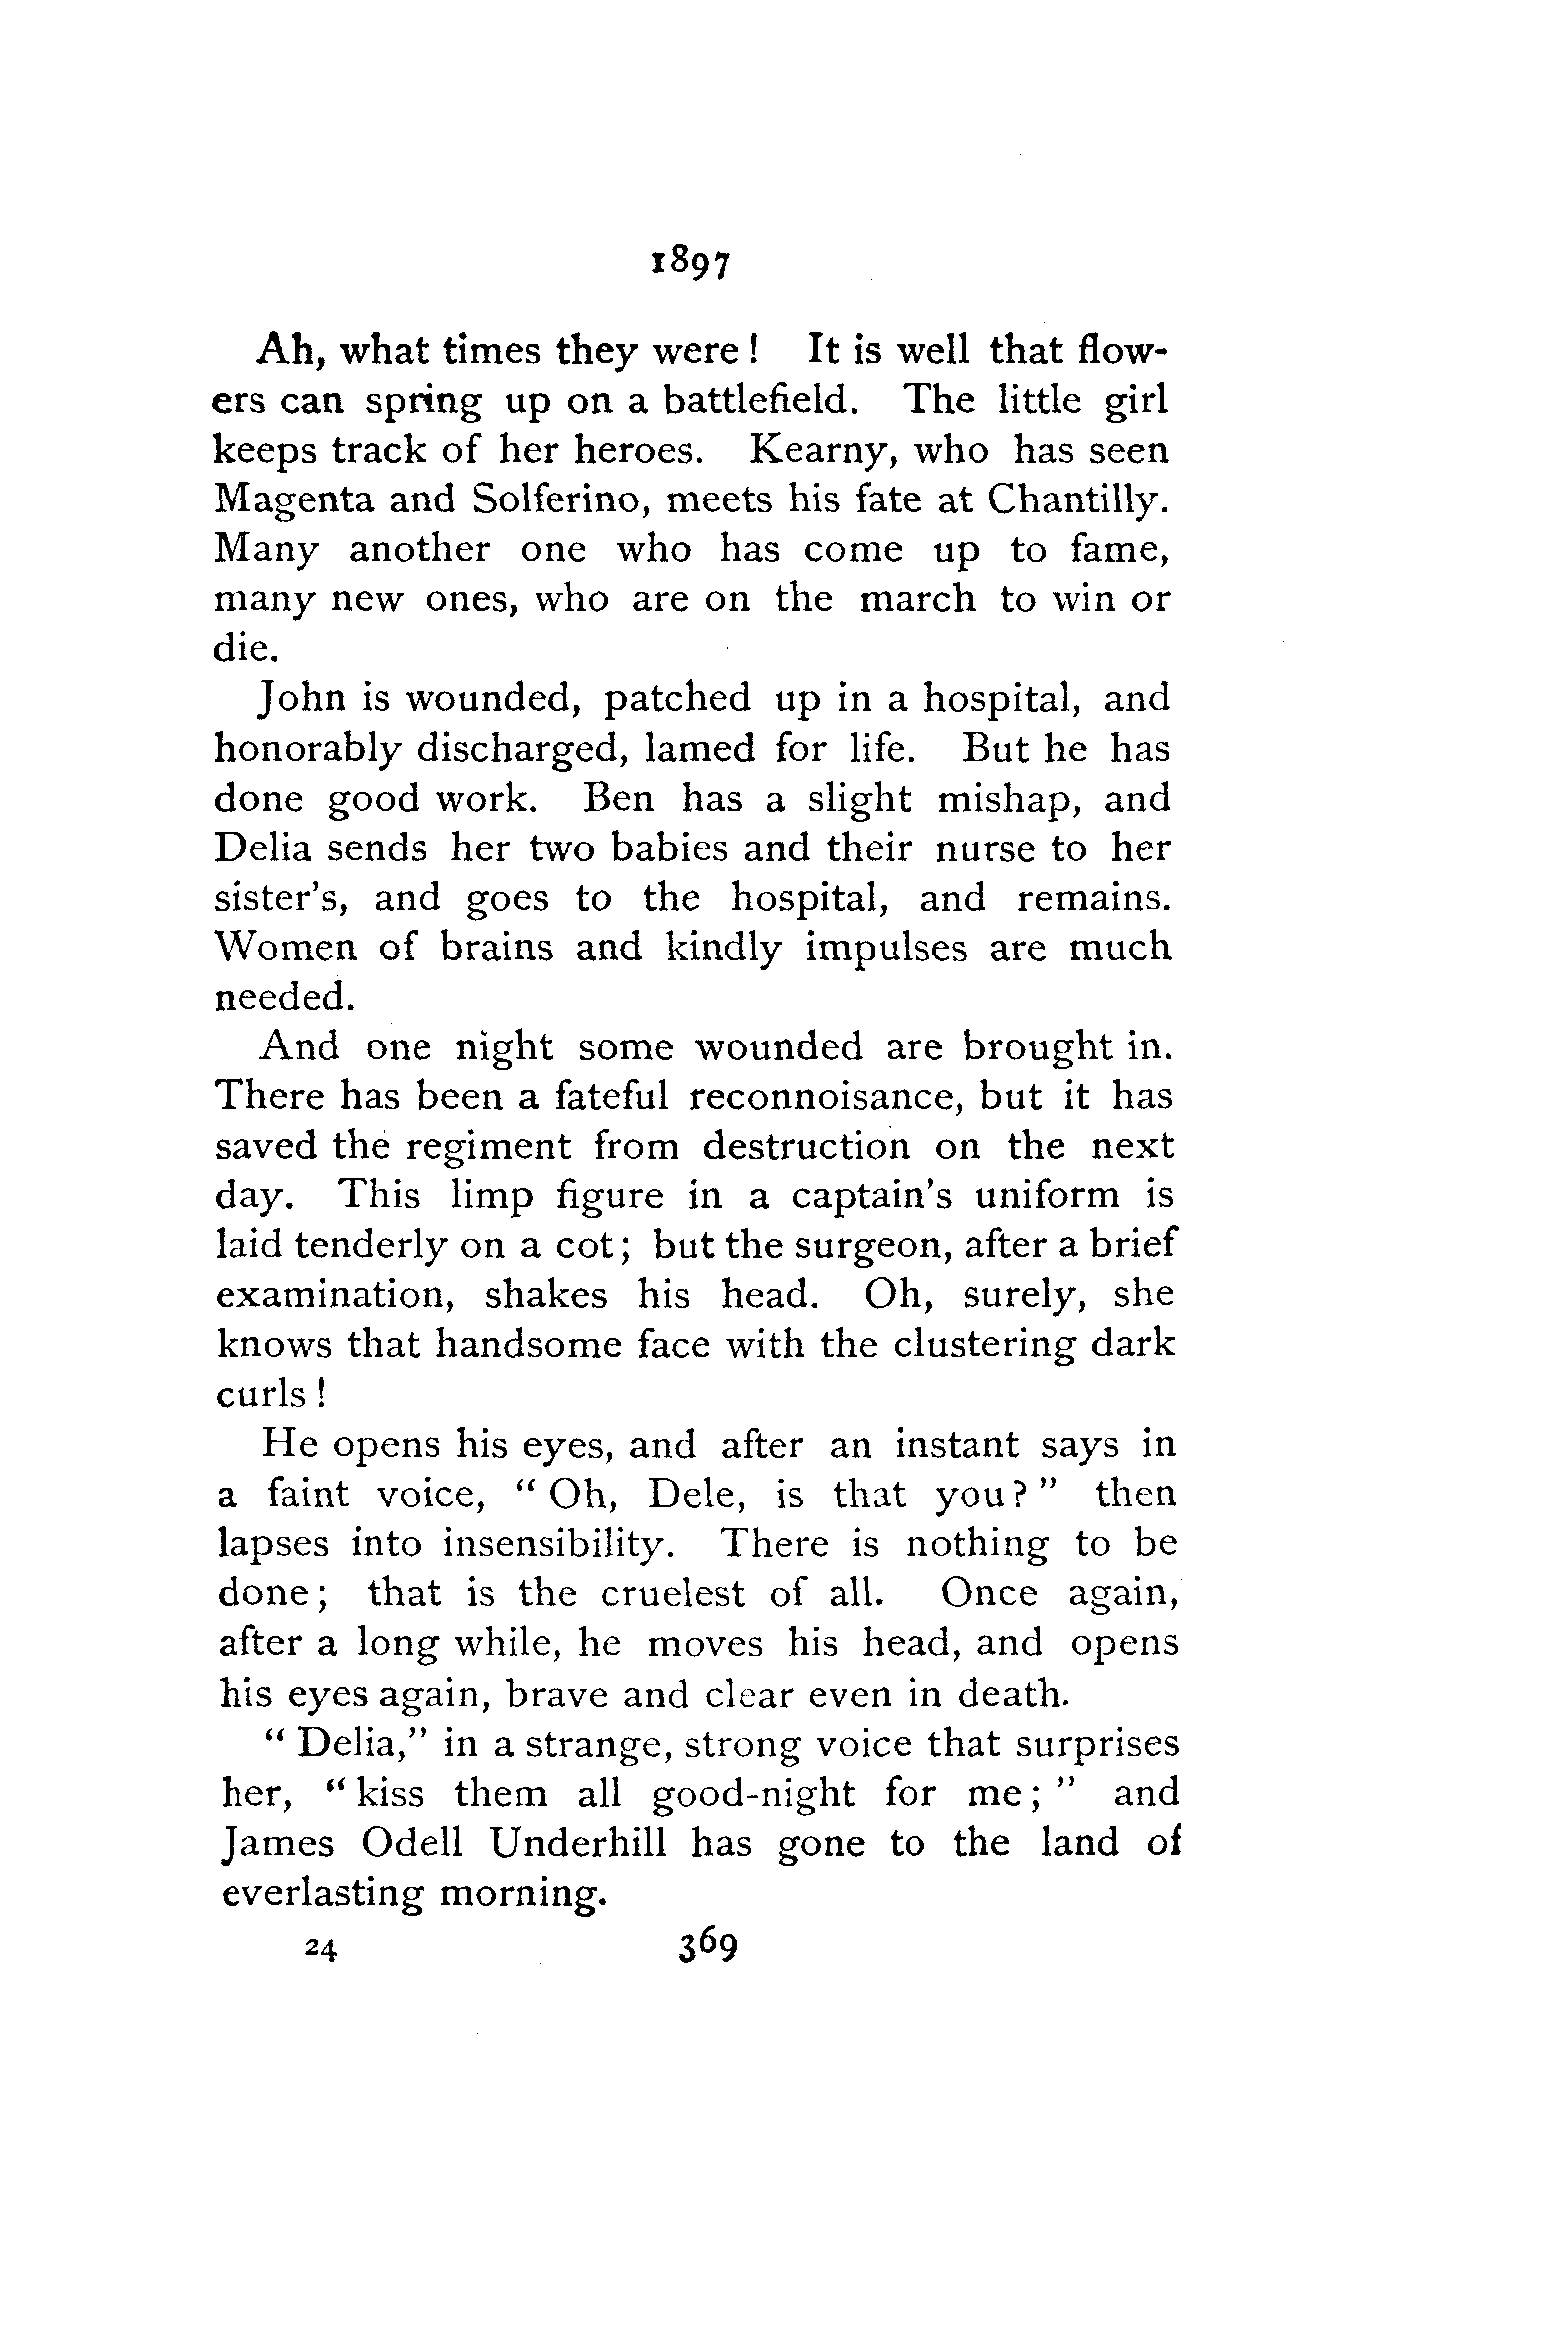 1897
Ah, what times they were! It is well that flow-
ers can spring up on a battlefield. The little girl
keeps track of her heroes. Kearny, who has seen
Magenta and Solferino, meets his fate at Chantilly.
Many another one who has come up to fame,
many new ones, who are on the march to win or
die.
John is wounded, patched up in a hospital, and
honorably discharged, lamed for life. But he has
done good work. Ben has a slight mishap, and
Delia sends her two babies and their nurse to her
sister's, and goes to the hospital, and remains.
Women of brains and kindly impulses are much
needed.
And one night some wounded are brought in.
There has been a fateful reconnoisance, but it has
saved the regiment from destruction on the next
day. This limp figure in a captain's uniform is
laid tenderly on a cot; but the surgeon, after a brief
examination, shakes his head. Oh, surely, she
knows that handsome face with the clustering dark
curls!
He opens his eyes, and after an instant says in
a faint voice, "Oh, Dele, is that you?" then
lapses into insensibility. There is nothing to be
done; that is the cruelest of all. Once again,
after a long while, he moves his head, and opens
his eyes again, brave and clear even in death.
"Delia," in a strange, strong voice that surprises
her, "kiss them all good-night for me;" and
James Odell Underhill has gone to the land of
everlasting morning.
24 369